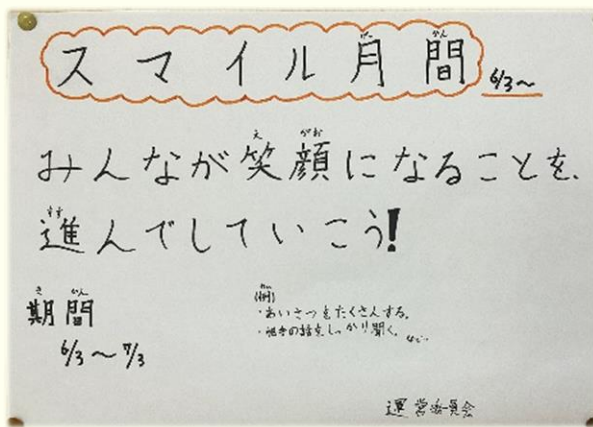 スマイル月間 6/3〜
みんなが笑顔になることを、
進んでしていこう!
期間
6/3〜7/3
(例)
・あいさつをたくさんする。
・相手の話をしっかり聞く。
など…
運営委員会